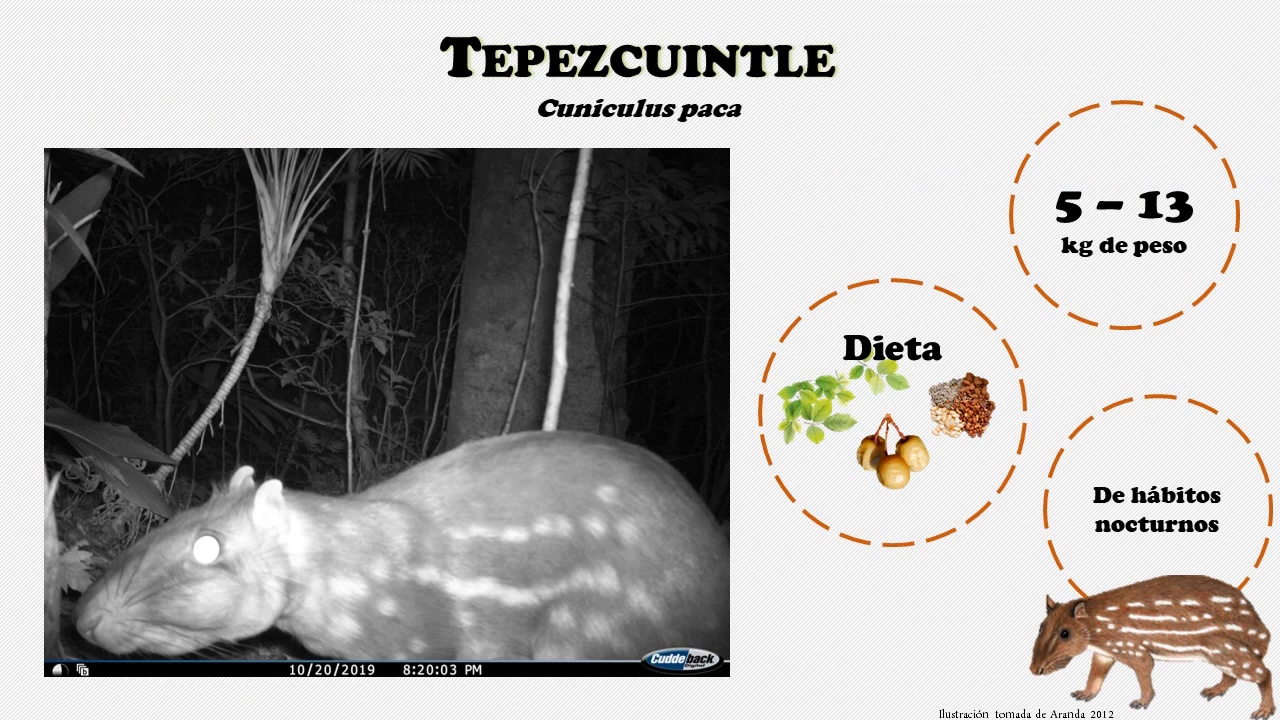 TEPEZCUINTLE
Cuniculus paca
5 – 13
kg de peso
Dieta
De hábitos
nocturnos
10/20/2019 8:20:03 PM
Cuddeback
Digital
Ilustración tomada de Aranda 2012